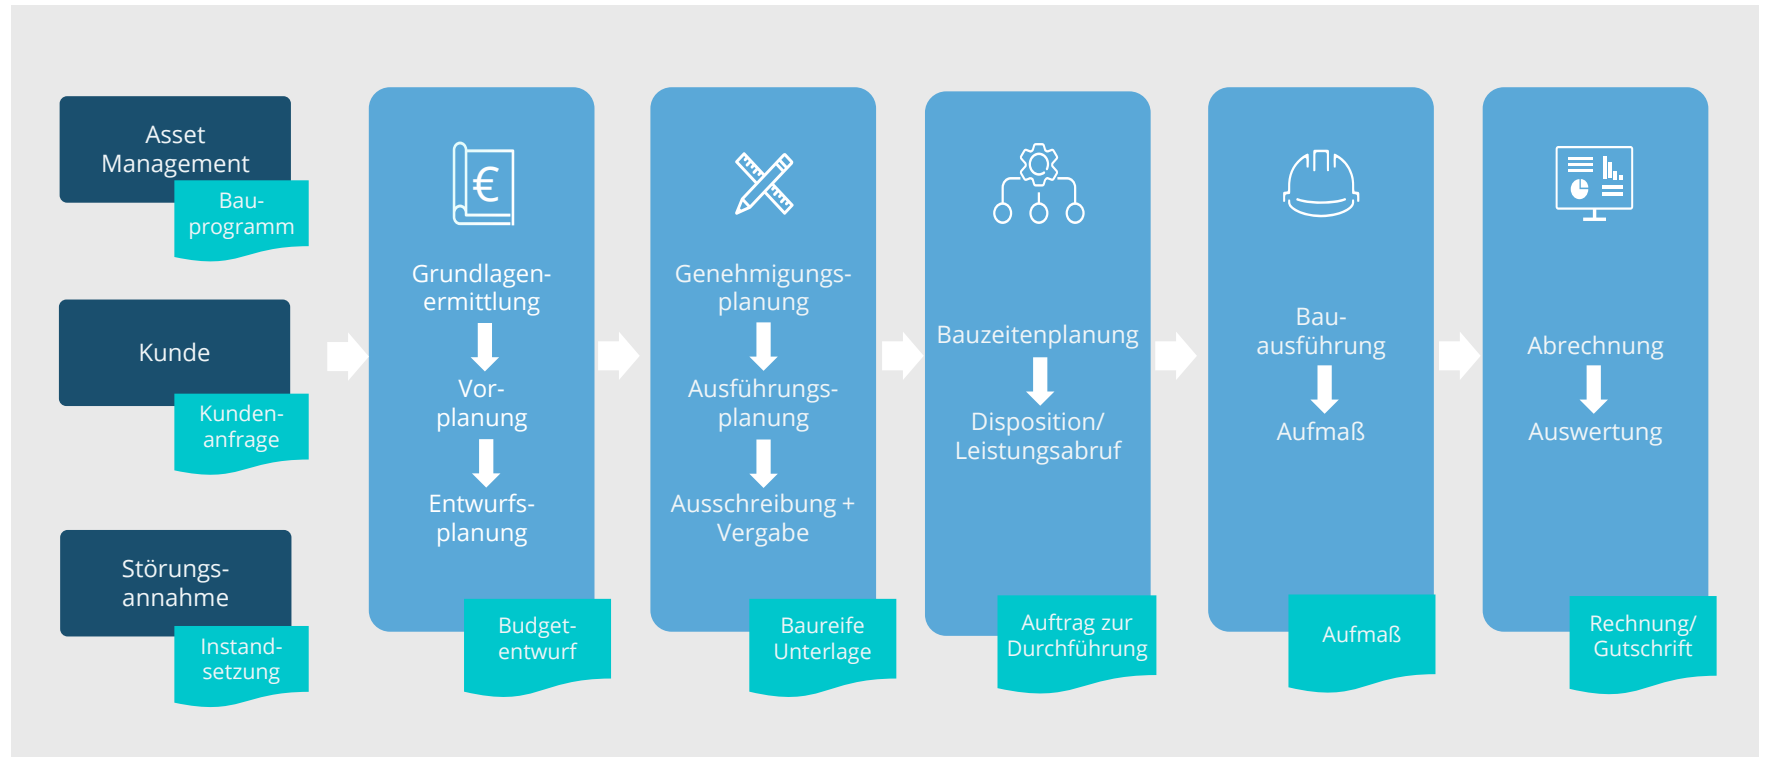 Asset
Management
Bau-
programm
Kunde
Kunden-
anfrage
Störungs-
annahme
Instand-
setzung
€
Grundlagen-
ermittlung
Vor-
planung
Entwurfs-
planung
Budget-
entwurf
Genehmigungs-
planung
Ausführungs-
planung
Ausschreibung +
Vergabe
Baureife
Unterlage
Bauzeitenplanung
Disposition/
Leistungsabruf
Auftrag zur
Durchführung
Bau-
ausführung
Aufmaß
Aufmaß
Abrechnung
Auswertung
Rechnung/
Gutschrift